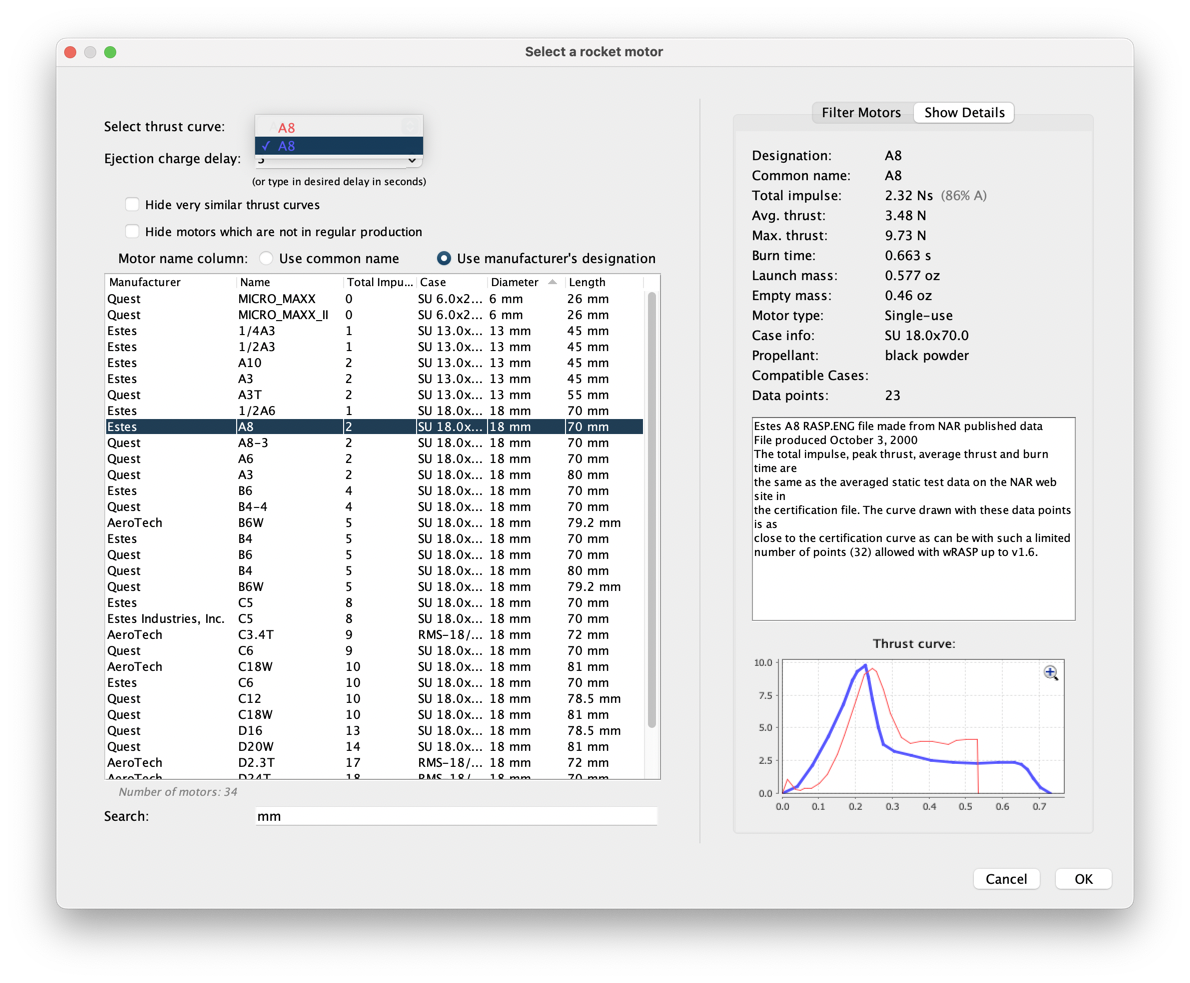 Select a rocket motor
Select thrust curve:
A8
✓ A8
Ejection charge delay:
(or type in desired delay in seconds)
Hide very similar thrust curves
Hide motors which are not in regular production
Motor name column: Use common name Use manufacturer's designation
Manufacturer Name Total Impu... Case Diameter Length
Quest MICRO_MAXX 0 SU 6.0x2... 6 mm 26 mm
Quest MICRO_MAXX_II 0 SU 6.0x2... 6 mm 26 mm
Estes 1/4A3 1 SU 13.0x... 13 mm 45 mm
Estes 1/2A3 1 SU 13.0x... 13 mm 45 mm
Estes A10 2 SU 13.0x... 13 mm 45 mm
Estes A3 2 SU 13.0x... 13 mm 45 mm
Quest A3T 2 SU 13.0x... 13 mm 55 mm
Estes 1/2A6 1 SU 18.0x... 18 mm 70 mm
Estes A8 2 SU 18.0x... 18 mm 70 mm
Quest A8-3 2 SU 18.0x... 18 mm 70 mm
Quest A6 2 SU 18.0x... 18 mm 70 mm
Quest A3 2 SU 18.0x... 18 mm 80 mm
Estes B6 4 SU 18.0x... 18 mm 70 mm
Quest B4-4 4 SU 18.0x... 18 mm 70 mm
AeroTech B6W 5 SU 18.0x... 18 mm 79.2 mm
Estes B4 5 SU 18.0x... 18 mm 70 mm
Quest B6 5 SU 18.0x... 18 mm 70 mm
Quest B4 5 SU 18.0x... 18 mm 80 mm
Quest B6W 5 SU 18.0x... 18 mm 79.2 mm
Estes C5 8 SU 18.0x... 18 mm 70 mm
Estes Industries, Inc. C5 8 SU 18.0x... 18 mm 70 mm
AeroTech C3.4T 9 RMS-18/... 18 mm 72 mm
Quest C6 9 SU 18.0x... 18 mm 70 mm
AeroTech C18W 10 SU 18.0x... 18 mm 81 mm
Estes C6 10 SU 18.0x... 18 mm 70 mm
Quest C12 10 SU 18.0x... 18 mm 78.5 mm
Quest C18W 10 SU 18.0x... 18 mm 81 mm
Quest D16 13 SU 18.0x... 18 mm 78.5 mm
Quest D20W 14 SU 18.0x... 18 mm 81 mm
AeroTech D2.3T 17 RMS-18/... 18 mm 72 mm
AeroTech D24T 18 RMS-18/... 18 mm 70 mm
Number of motors: 34
Search: mm
Filter Motors Show Details
Designation: A8
Common name: A8
Total impulse: 2.32 Ns (86% A)
Avg. thrust: 3.48 N
Max. thrust: 9.73 N
Burn time: 0.663 s
Launch mass: 0.577 oz
Empty mass: 0.46 oz
Motor type: Single-use
Case info: SU 18.0x70.0
Propellant: black powder
Compatible Cases:
Data points: 23
Estes A8 RASP.ENG file made from NAR published data
File produced October 3, 2000
The total impulse, peak thrust, average thrust and burn
time are
the same as the averaged static test data on the NAR web
site in
the certification file. The curve drawn with these data points
is as
close to the certification curve as can be with such a limited
number of points (32) allowed with wRASP up to v1.6.
Thrust curve:
10.0
7.5
5.0
2.5
0.0
0.0 0.1 0.2 0.3 0.4 0.5 0.6 0.7
Cancel OK